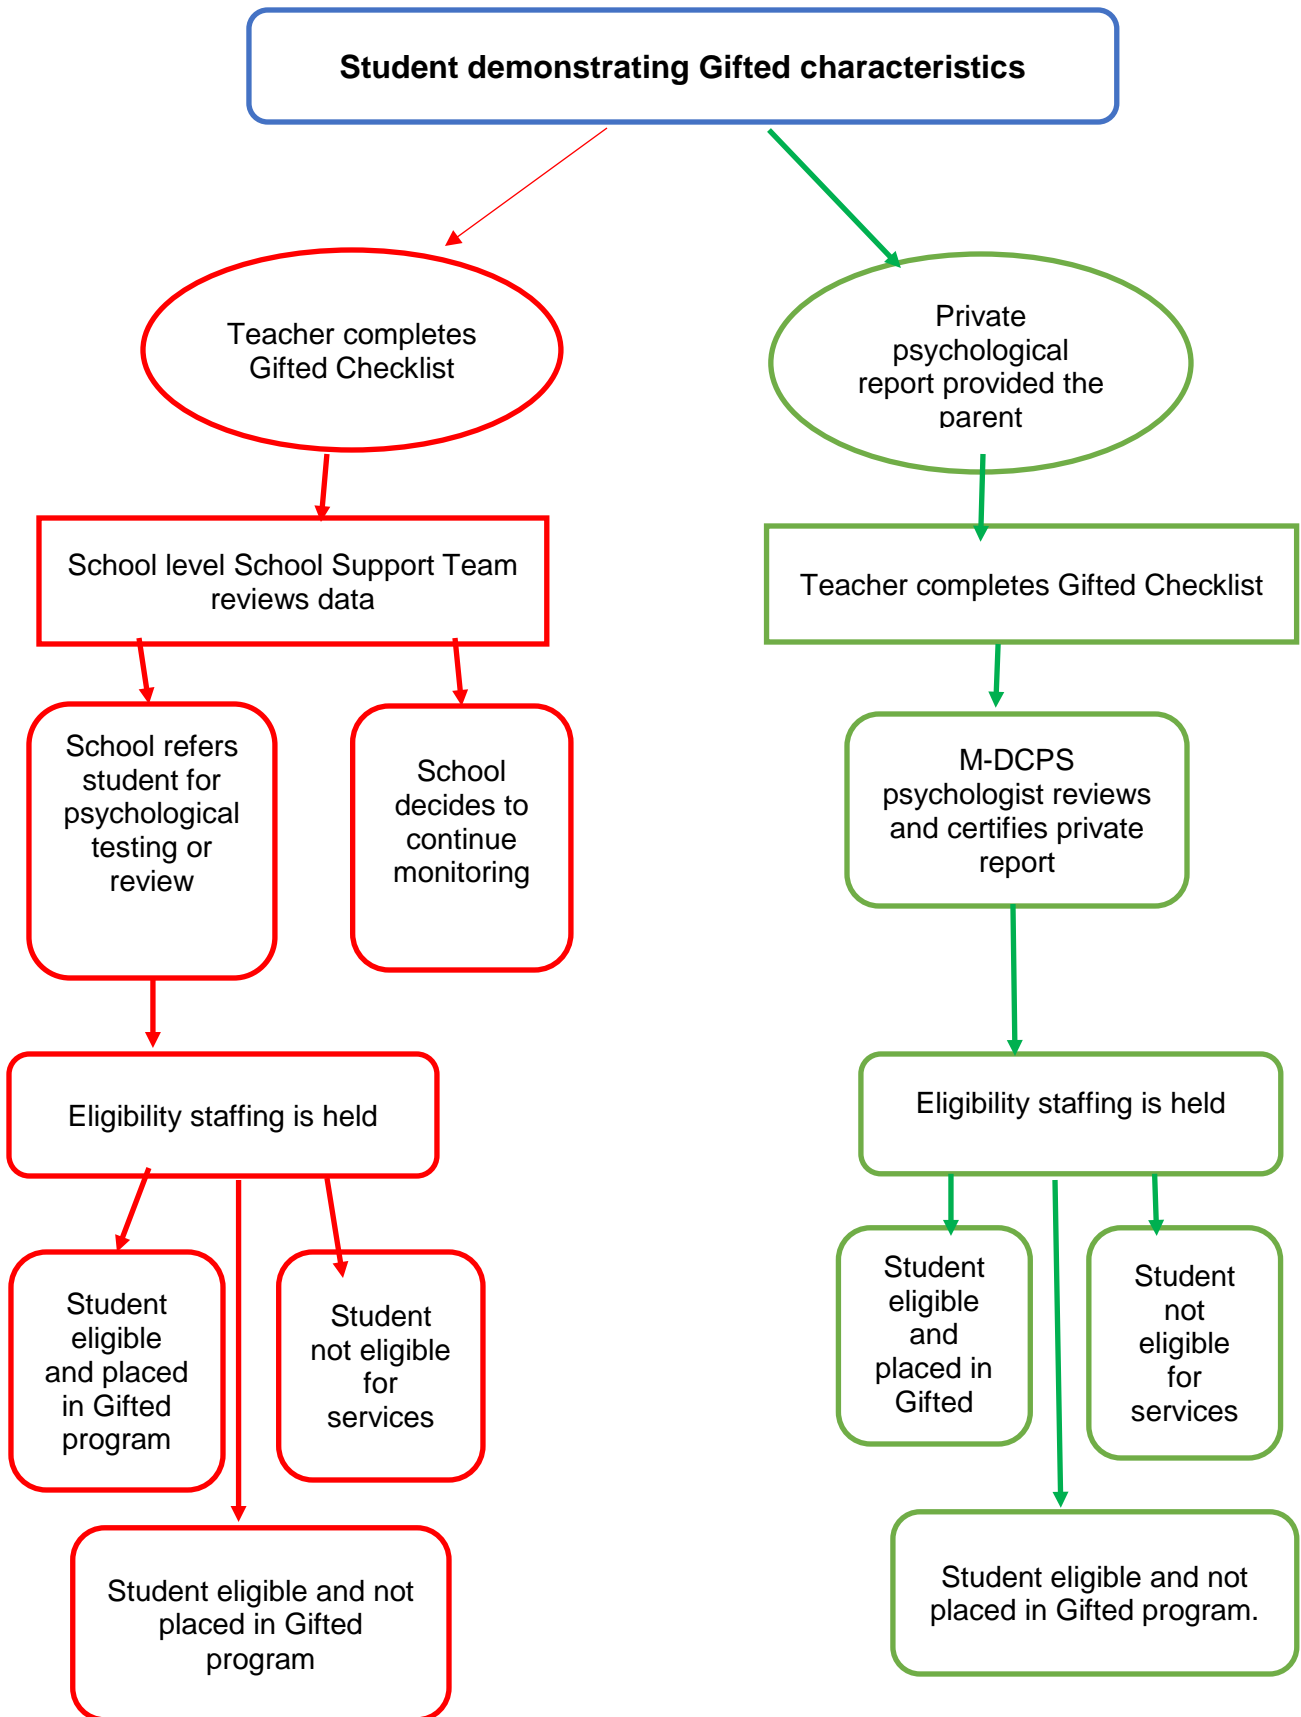 Student demonstrating Gifted characteristics
Teacher completes
Gifted Checklist
Private
psychological
report provided the
parent
School level School Support Team
reviews data
Teacher completes Gifted Checklist
School refers
student for
psychological
testing or
review
School
decides to
continue
monitoring
M-DCPS
psychologist reviews
and certifies private
report
Eligibility staffing is held
Eligibility staffing is held
Student
eligible
and placed
in Gifted
program
Student
not eligible
for
services
Student
eligible
and
placed in
Gifted
Student
not
eligible
for
services
Student eligible and not
placed in Gifted
program
Student eligible and not
placed in Gifted program.